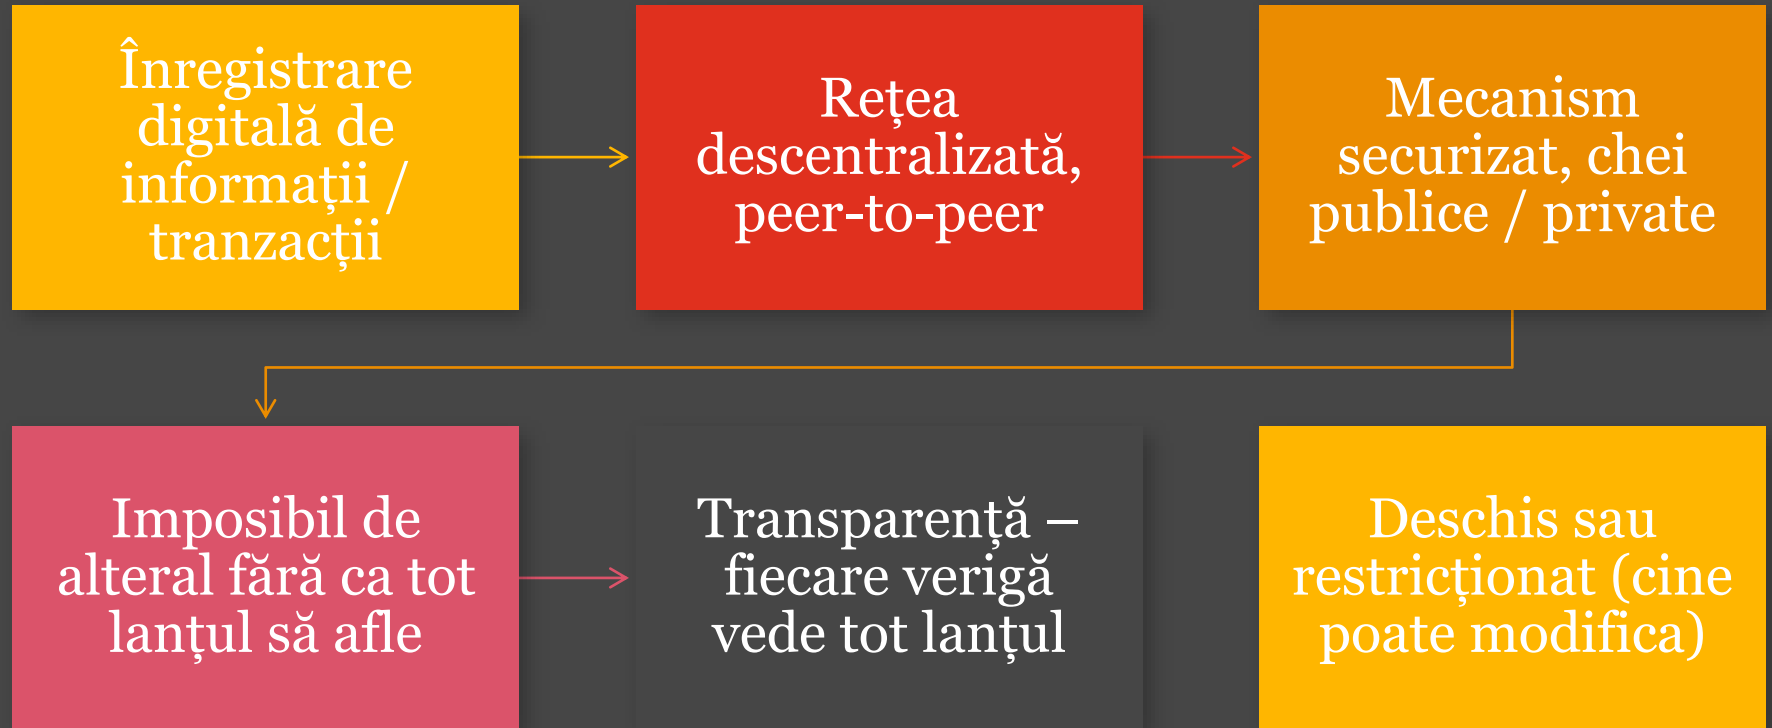 Înregistrare
digitală de
informații /
tranzacții
Rețea
descentralizată,
peer-to-peer
Mecanism
securizat, chei
publice / private
Imposibil de
alteral fără ca tot
lanțul să afle
Transparență –
fiecare verigă
vede tot lanțul
Deschis sau
restricționat (cine
poate modifica)